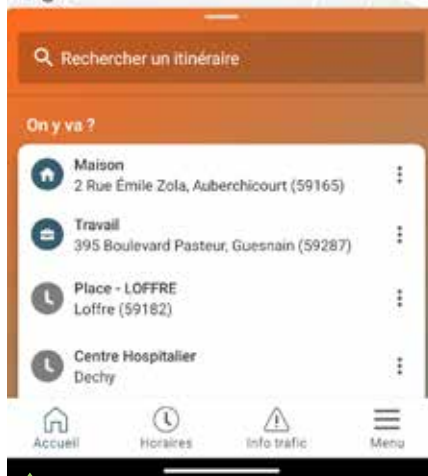 Rechercher un itinéraire
On y va ?
Maison
2 Rue Émile Zola, Auberchicourt (59165)
Travail
395 Boulevard Pasteur, Guesnain (59287)
Place - LOFFRE
Loffre (59182)
Centre Hospitalier
Dechy
Accueil
Horaires
Info trafic
Menu